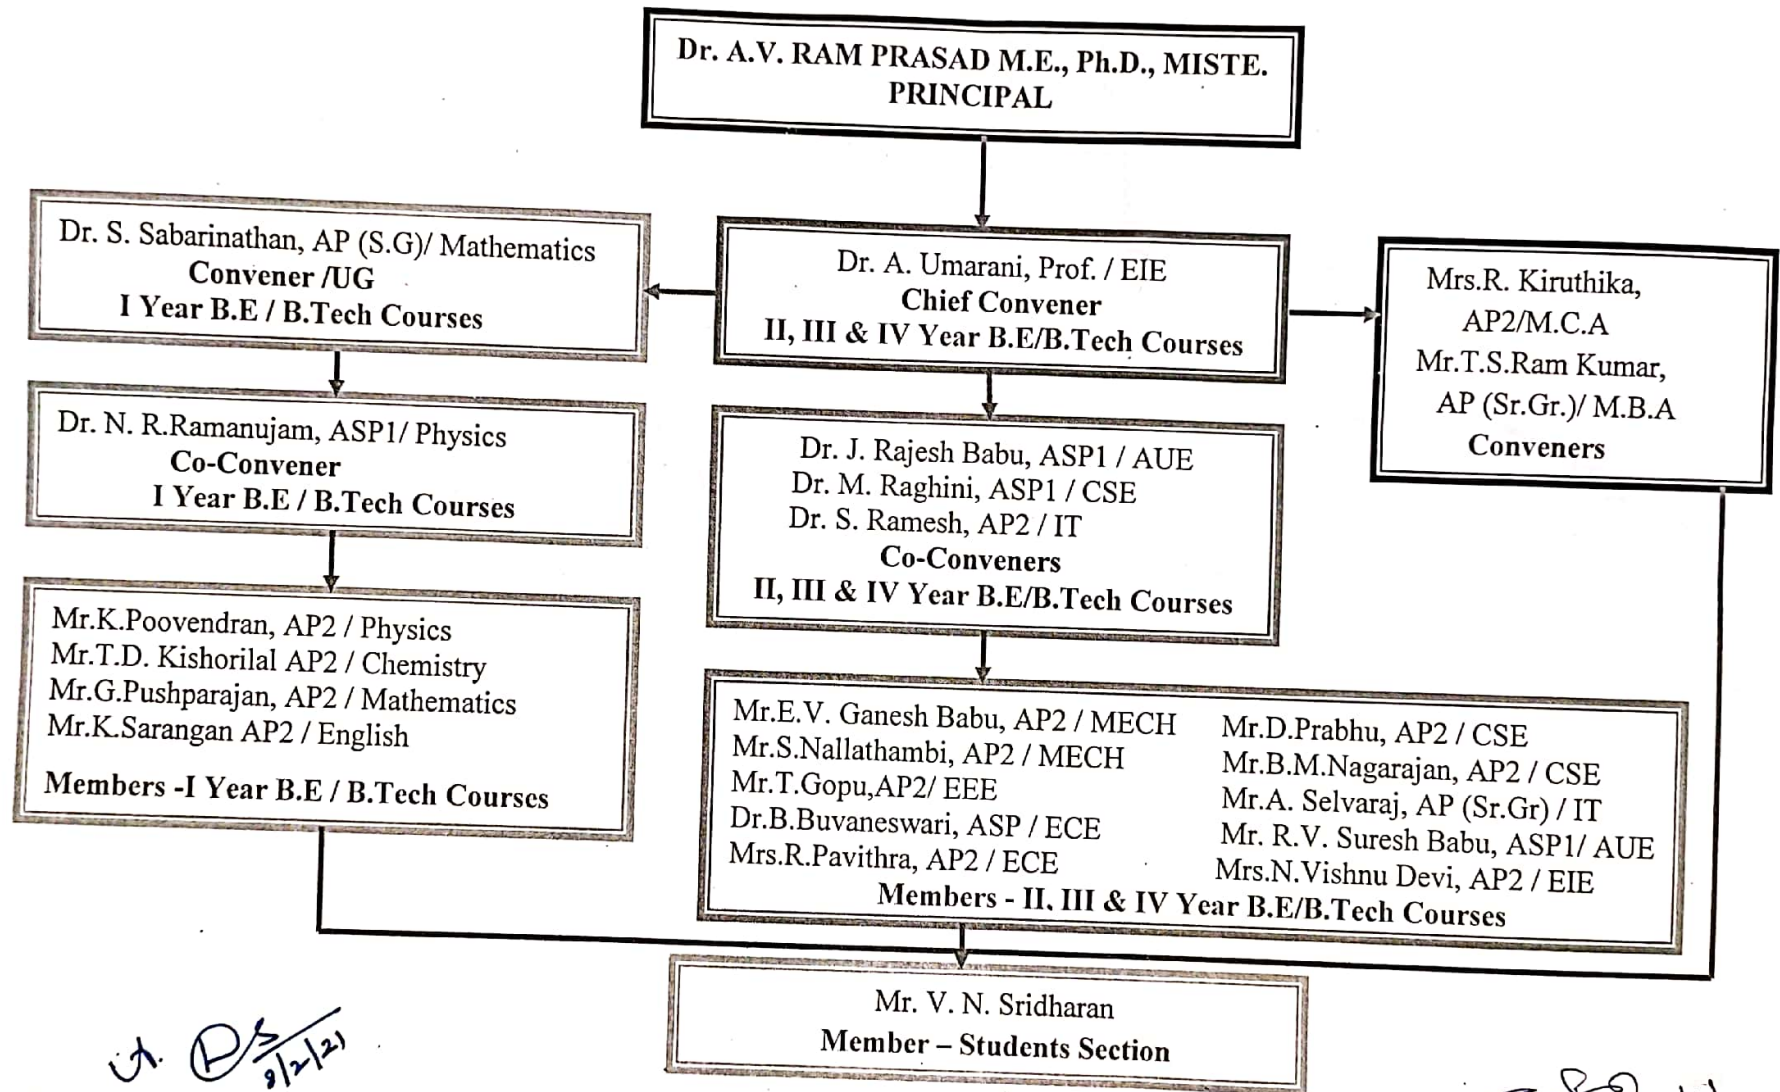 Dr. A.V. RAM PRASAD M.E., Ph.D., MISTE.
PRINCIPAL
Dr. S. Sabarinathan, AP (S.G)/ Mathematics
Convener /UG
I Year B.E / B.Tech Courses
Dr. A. Umarani, Prof. / EIE
Chief Convener
II, III & IV Year B.E/B.Tech Courses
Mrs.R. Kiruthika,
AP2/M.C.A
Mr.T.S.Ram Kumar,
AP (Sr.Gr.)/ M.B.A
Conveners
Dr. N. R.Ramanujam, ASP1/ Physics
Co-Convener
I Year B.E / B.Tech Courses
Dr. J. Rajesh Babu, ASP1 / AUE
Dr. M. Raghini, ASP1 / CSE
Dr. S. Ramesh, AP2 / IT
Co-Conveners
II, III & IV Year B.E/B.Tech Courses
Mr.K.Poovendran, AP2 / Physics
Mr.T.D. Kishorilal AP2 / Chemistry
Mr.G.Pushparajan, AP2 / Mathematics
Mr.K.Sarangan AP2 / English
Members -I Year B.E / B.Tech Courses
Mr.E.V. Ganesh Babu, AP2 / MECH
Mr.S.Nallathambi, AP2 / MECH
Mr.T.Gopu,AP2/ EEE
Dr.B.Buvaneswari, ASP / ECE
Mrs.R.Pavithra, AP2 / ECE
Mr.D.Prabhu, AP2 / CSE
Mr.B.M.Nagarajan, AP2 / CSE
Mr.A. Selvaraj, AP (Sr.Gr) / IT
Mr. R.V. Suresh Babu, ASP1/ AUE
Mrs.N.Vishnu Devi, AP2 / EIE
Members - II, III & IV Year B.E/B.Tech Courses
Mr. V. N. Sridharan
Member – Students Section
8/2/21